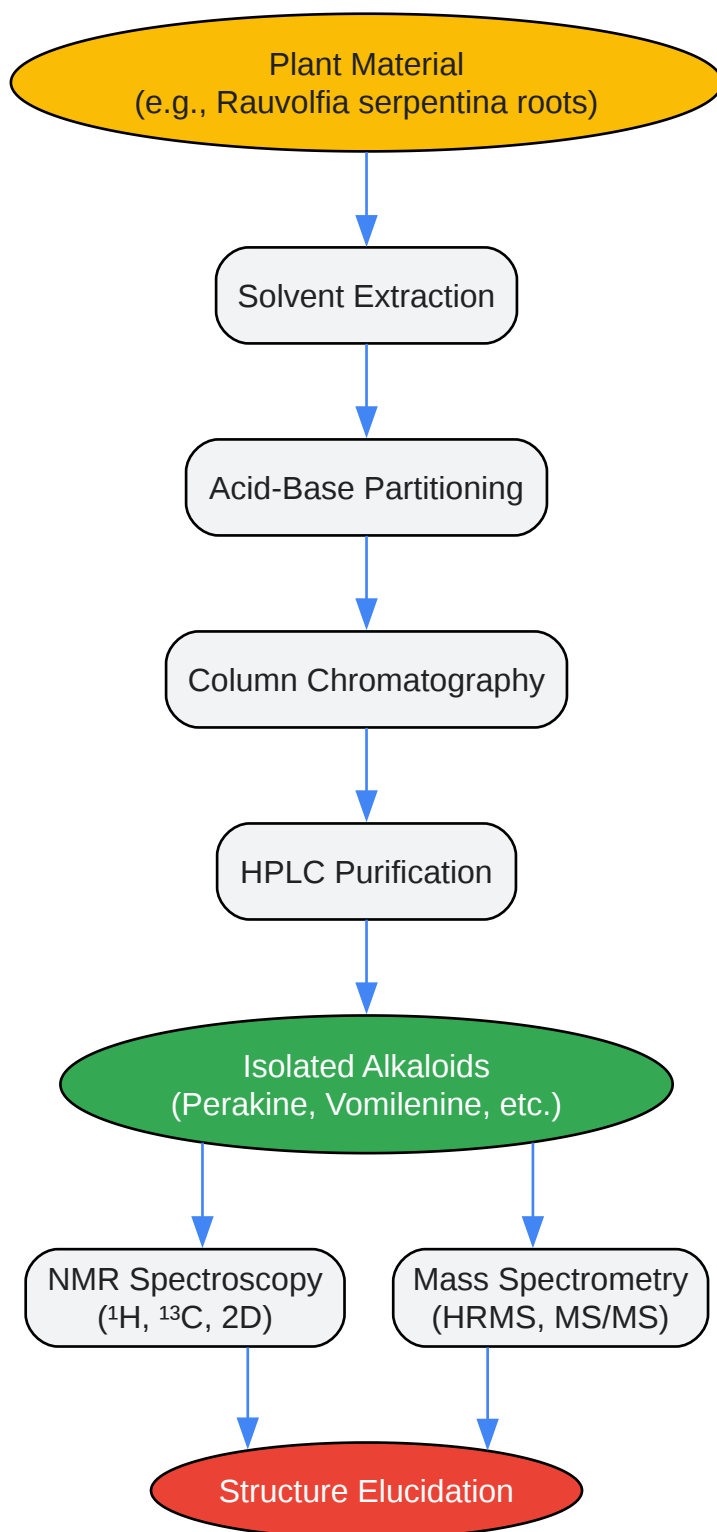 Plant Material
(e.g., Rauvolfia serpentina roots)
Solvent Extraction
Acid-Base Partitioning
Column Chromatography
HPLC Purification
Isolated Alkaloids
(Perakine, Vomilenine, etc.)
NMR Spectroscopy
(¹H, ¹³C, 2D)
Mass Spectrometry
(HRMS, MS/MS)
Structure Elucidation